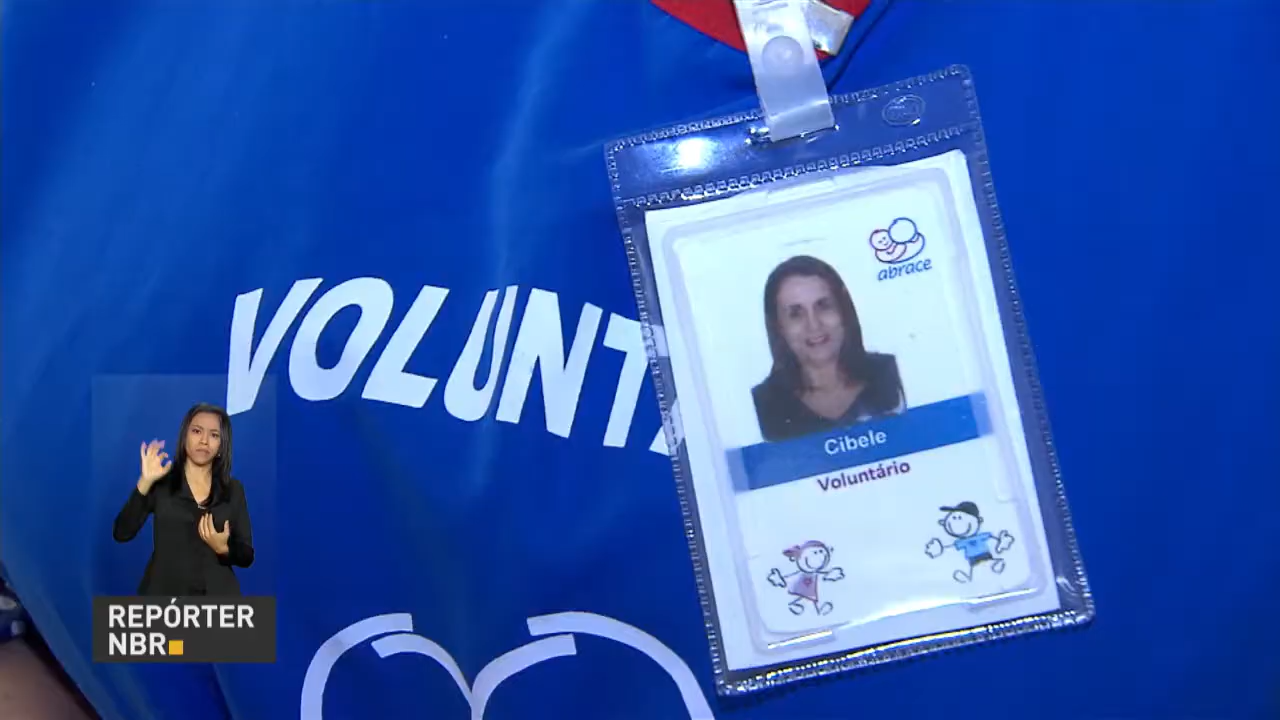 abrace
VOLUNT
Cibele
Voluntário
REPÓRTER
NBR